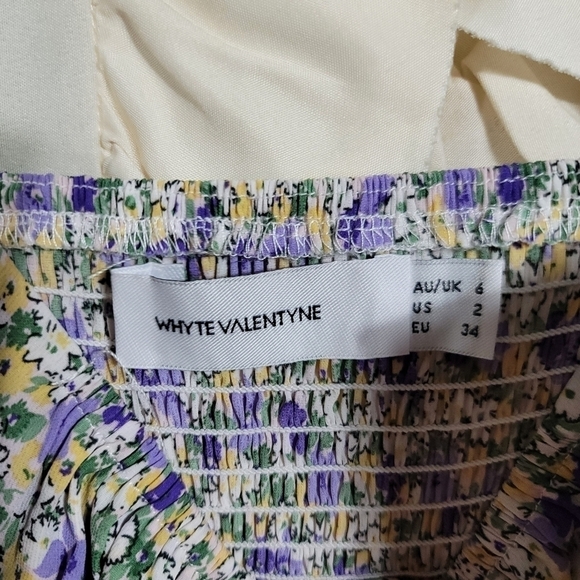 WHYTE VALENTYNE
AU/UK 6
US 2
EU 34